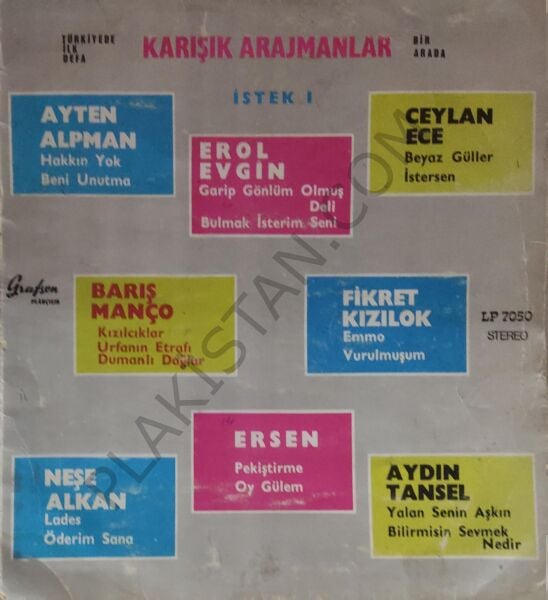 TÜRKİYEDE
İLK
DEFA
KARIŞIK ARAJMANLAR
BİR
ARADA
İSTEK I
AYTEN
ALPMAN
Hakkın Yok
Beni Unutma
EROL
EVGİN
Garip Gönlüm Olmuş
Deli
Bulmak İsterim Seni
CEYLAN
ECE
Beyaz Güller
İstersen
Grafson
PLAKÇILIK
BARIŞ
MANÇO
Kızılcıklar
Urfanın Etrafı
Dumanlı Dağlar
FİKRET
KIZILOK
Emmo
Vurulmuşum
LP 7050
STEREO
NEŞE
ALKAN
Lades
Öderim Sana
ERSEN
Pekiştirme
Oy Gülem
AYDIN
TANSEL
Yalan Senin Aşkın
Bilirmisin Sevmek
Nedir
PLAKISTAN.COM